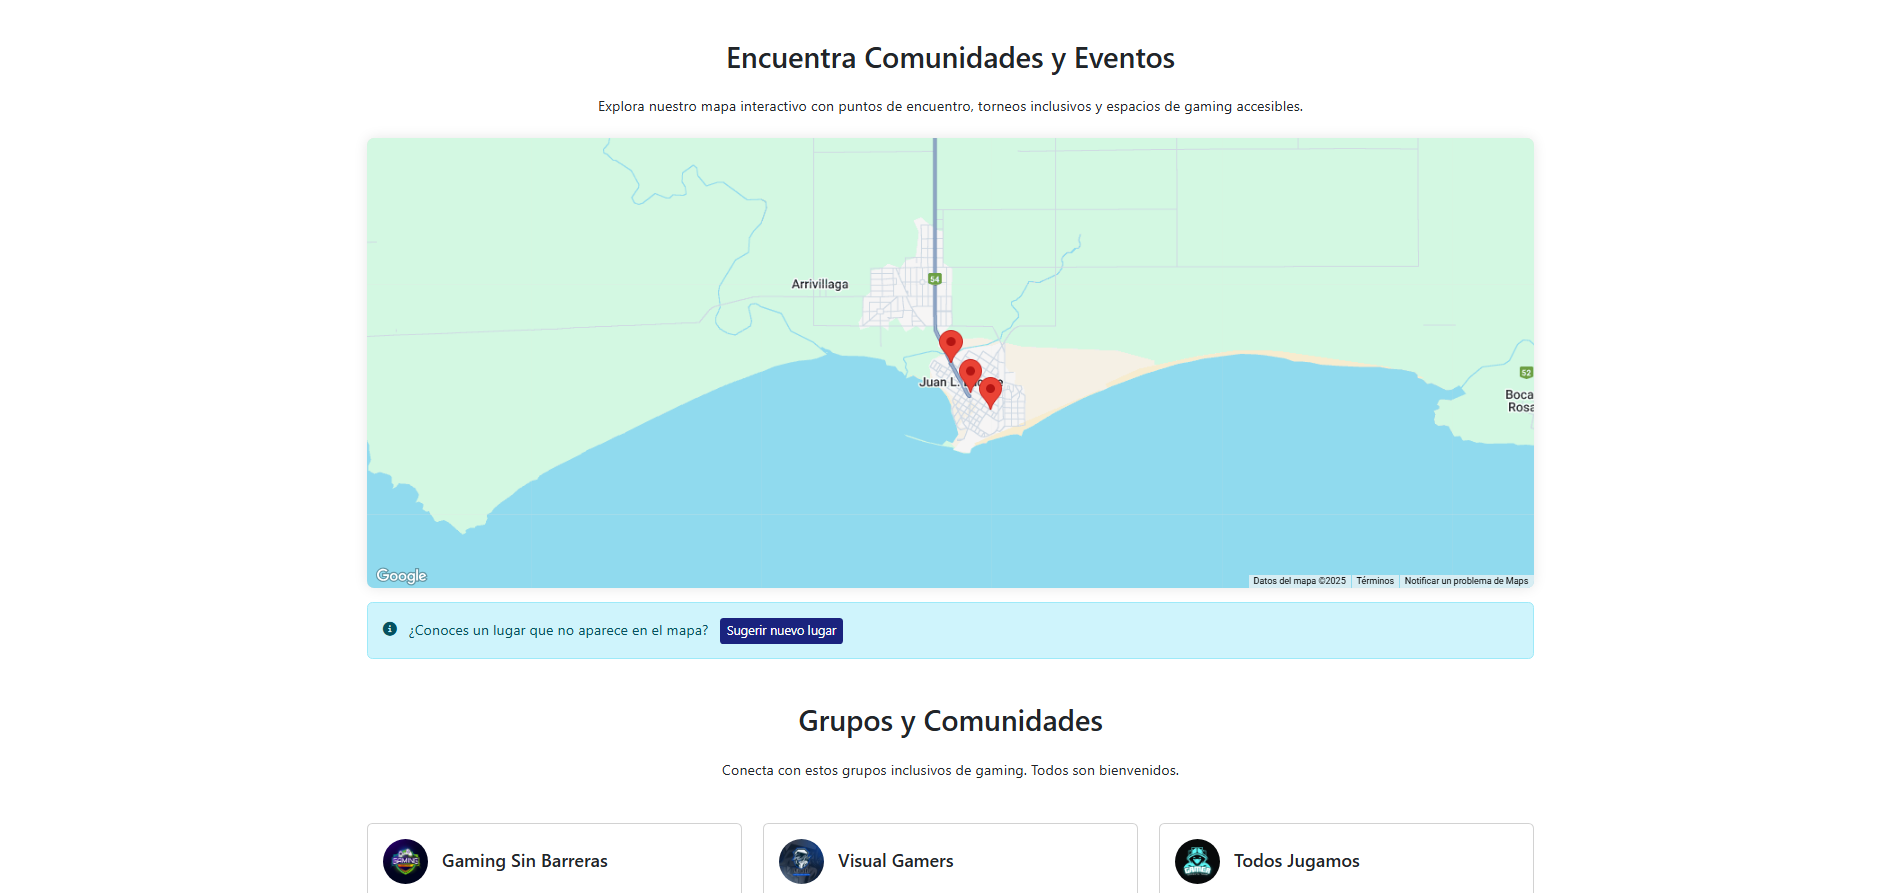 Encuentra Comunidades y Eventos
Explora nuestro mapa interactivo con puntos de encuentro, torneos inclusivos y espacios de gaming accesibles.
54
Arrivillaga
Juan L.
52
Boca
Rosa
Google
Datos del mapa ©2025 Términos Notificar un problema de Maps
¿Conoces un lugar que no aparece en el mapa? Sugerir nuevo lugar
Grupos y Comunidades
Conecta con estos grupos inclusivos de gaming. Todos son bienvenidos.
GAMING
Gaming Sin Barreras
Visual Gamers
GAMER
Todos Jugamos